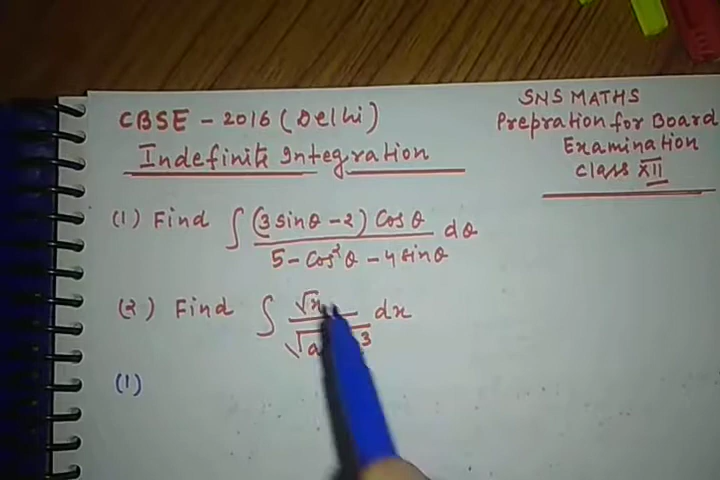 CBSE - 2016 (Delhi)
Indefinite Integration
SNS MATHS
Prepration for Board
Examination
Class XII
(1) Find ∫ (3 sinθ - 2) Cosθ / 5 - Cos²θ - 4 sinθ dθ
(2) Find ∫ √x / √a 3 dx
(1)